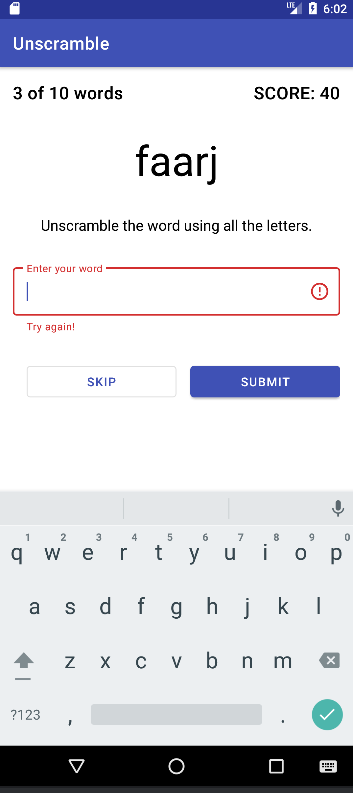 LTE 6:02
Unscramble
3 of 10 words SCORE: 40
faarj
Unscramble the word using all the letters.
Enter your word
Try again!
SKIP SUBMIT
1 2 3 4 5 6 7 8 9 0
q w e r t y u i o p
a s d f g h j k l
z x c v b n m
?123 , .